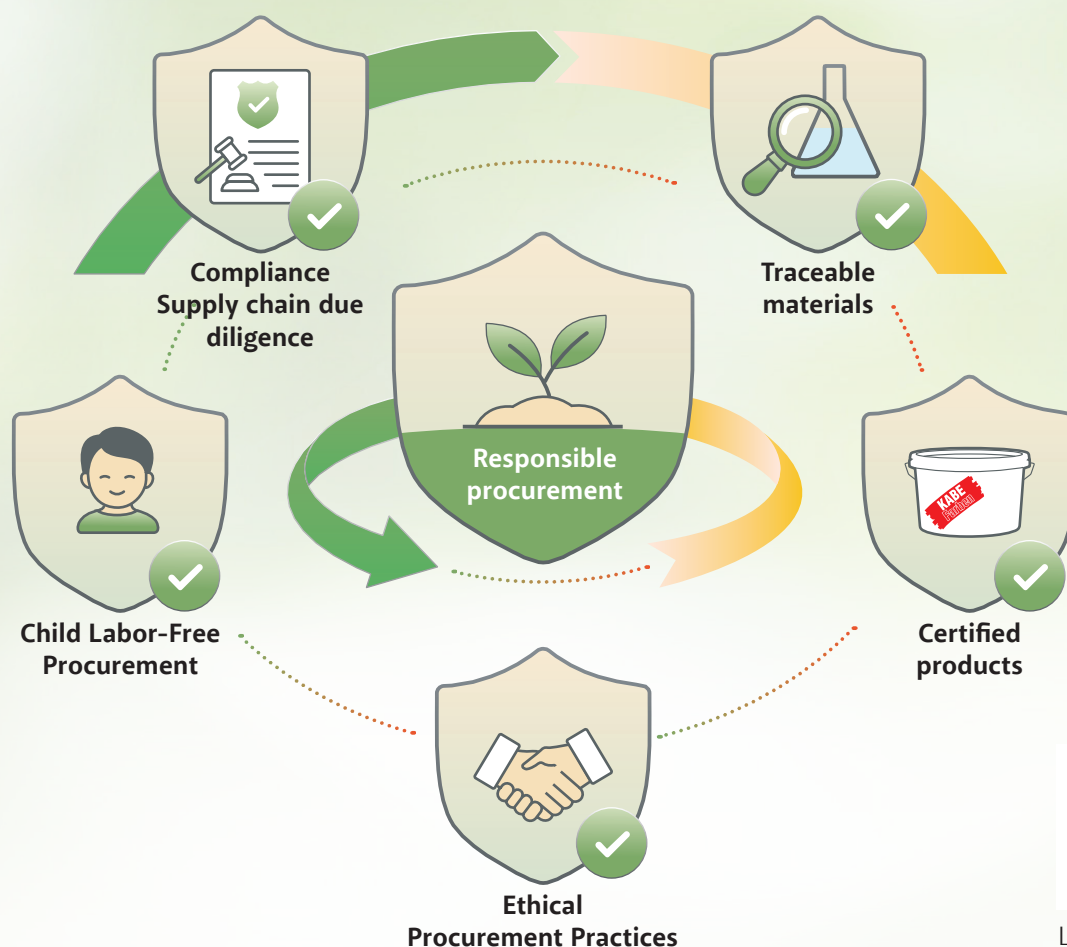 Compliance
Supply chain due
diligence
Traceable
materials
Responsible
procurement
KABE
Farben
Child Labor-Free
Procurement
Certified
products
Ethical
Procurement Practices
L